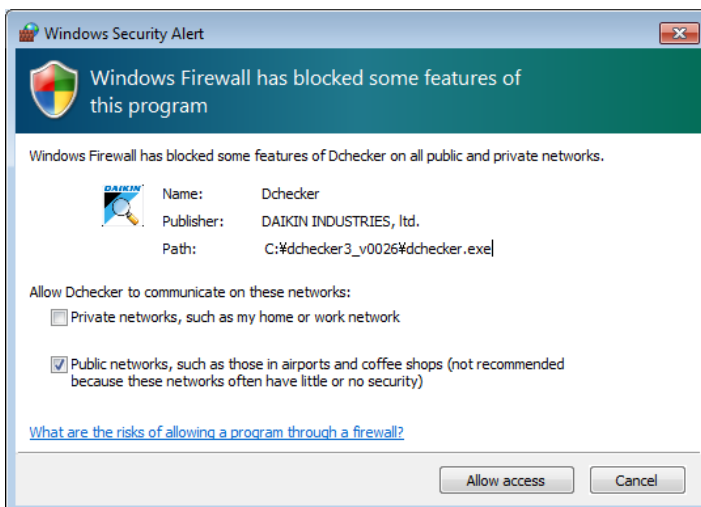 Windows Security Alert
Windows Firewall has blocked some features of
this program
Windows Firewall has blocked some features of Dchecker on all public and private networks.
DAIKIN
Name: Dchecker
Publisher: DAIKIN INDUSTRIES, ltd.
Path: C:¥dchecker3_v0026¥dchecker.exe
Allow Dchecker to communicate on these networks:
Private networks, such as my home or work network
Public networks, such as those in airports and coffee shops (not recommended
because these networks often have little or no security)
What are the risks of allowing a program through a firewall?
Allow access Cancel